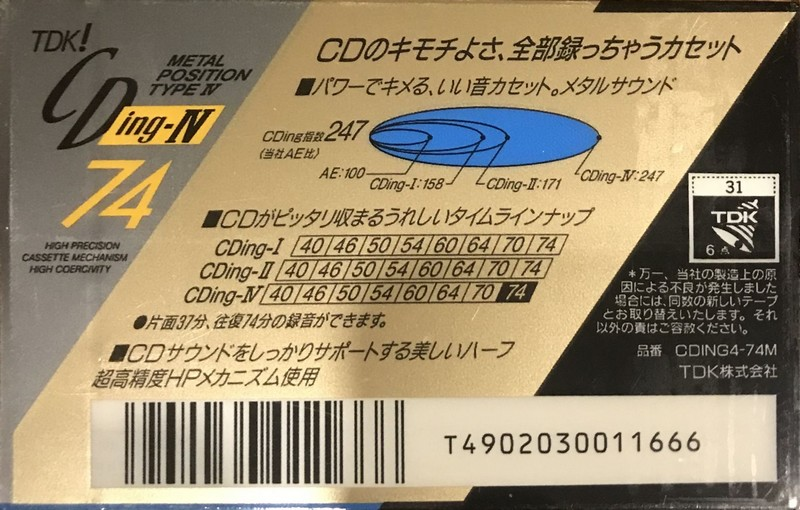 TDK!
CDing-IV
METAL
POSITION
TYPE IV
74
HIGH PRECISION
CASSETTE MECHANISM
HIGH COERCIVITY
CDのキモチよさ、全部録っちゃうカセット
■パワーでキメる、いい音カセット。メタルサウンド
CDing指数247
(当社AE比)
AE:100
CDing-I:158
CDing-II:171
CDing-IV:247
■CDがピッタリ収まるうれしいタイムラインナップ
CDing-I 40 46 50 54 60 64 70 74
CDing-II 40 46 50 54 60 64 70 74
CDing-IV 40 46 50 54 60 64 70 74
●片面37分、往復74分の録音ができます。
■CDサウンドをしっかりサポートする美しいハーフ
超高精度HPメカニズム使用
31
TDK
6点
*万一、当社の製造上の原
因による不良が発生しました
場合には、同数の新しいテープ
とお取り替えいたします。それ
以外の責はご容赦ください。
品番 CDING4-74M
TDK株式会社
T4902030011666